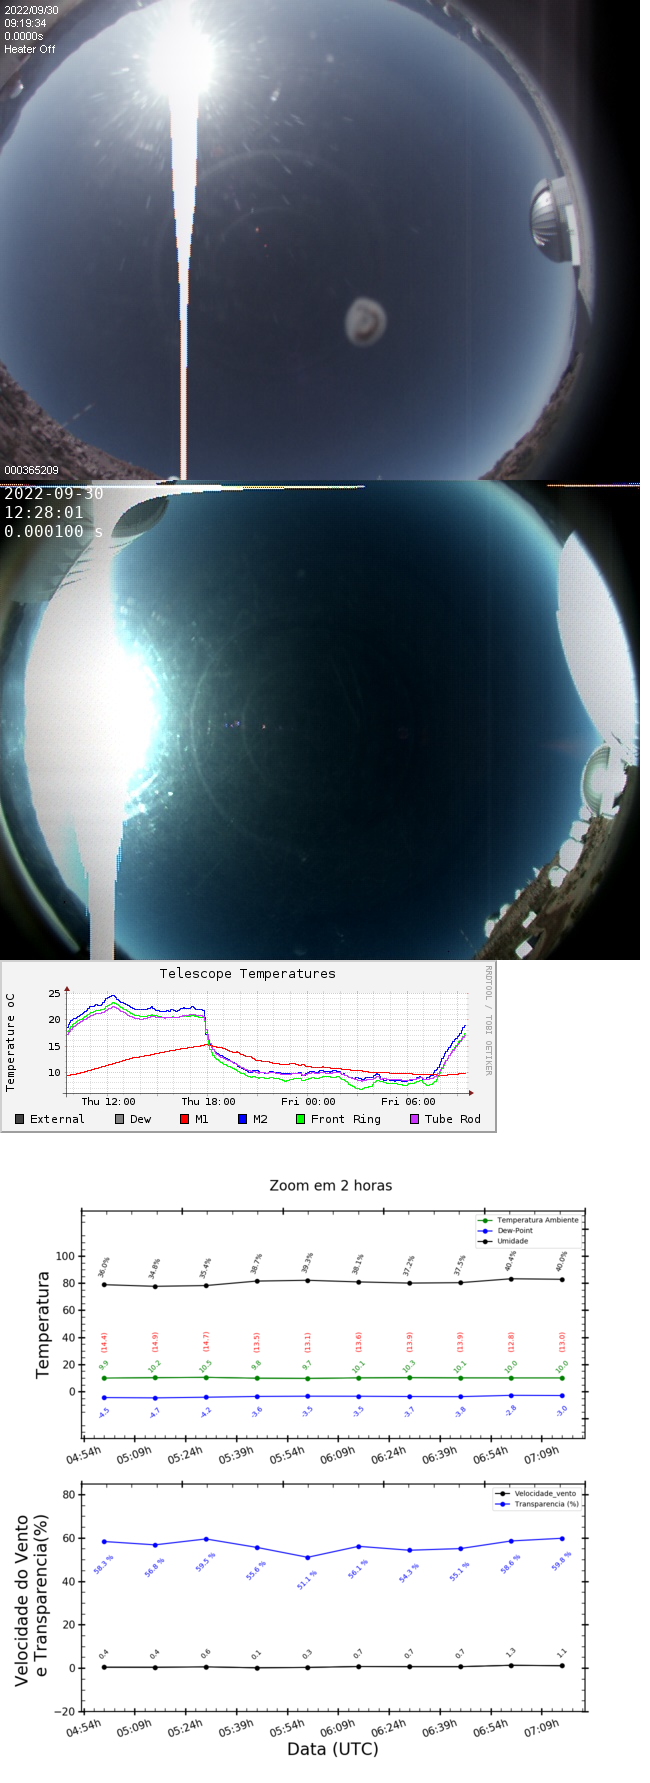 2022/09/30
09:19:34
0.0000s
Heater Off
000365209
2022-09-30
12:28:01
0.000100 s
Telescope Temperatures
RRDTOOL / TOBI OETIKER
Temperature oC
25
20
15
10
Thu 12:00 Thu 18:00 Fri 00:00 Fri 06:00
External Dew M1 M2 Front Ring Tube Rod
Zoom em 2 horas
Temperatura Ambiente
Dew-Point
Umidade
Temperatura
100
80
60
40
20
0
36.0% 34.8% 35.4% 38.7% 39.3% 38.1% 37.2% 37.5% 40.4% 40.0%
(14.4) (14.9) (14.7) (13.5) (13.1) (13.6) (13.9) (13.9) (12.8) (13.0)
9.9 10.2 10.5 9.8 9.7 10.1 10.3 10.1 10.0 10.0
-4.5 -4.7 -4.2 -3.6 -3.5 -3.5 -3.7 -3.8 -2.8 -3.0
04:54h 05:09h 05:24h 05:39h 05:54h 06:09h 06:24h 06:39h 06:54h 07:09h
Velocidade_vento
Transparencia (%)
Velocidade do Vento
e Transparencia(%)
80
60
40
20
0
−20
58.3 % 56.8 % 59.5 % 55.6 % 51.1 % 56.1 % 54.3 % 55.1 % 58.6 % 59.8 %
0.4 0.4 0.6 0.1 0.3 0.7 0.7 0.7 1.3 1.1
04:54h 05:09h 05:24h 05:39h 05:54h 06:09h 06:24h 06:39h 06:54h 07:09h
Data (UTC)